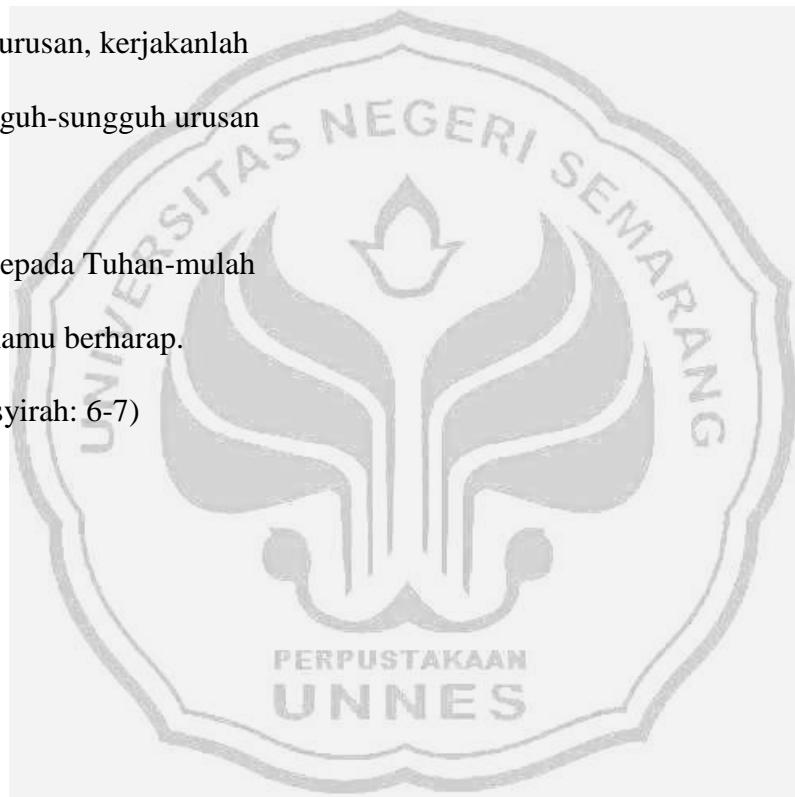 urusan, kerjakanlah
guh-sungguh urusan
epada Tuhan-mulah
amu berharap.
syirah: 6-7)
UNIVERSITAS NEGERI SEMARANG
PERPUSTAKAAN
UNNES